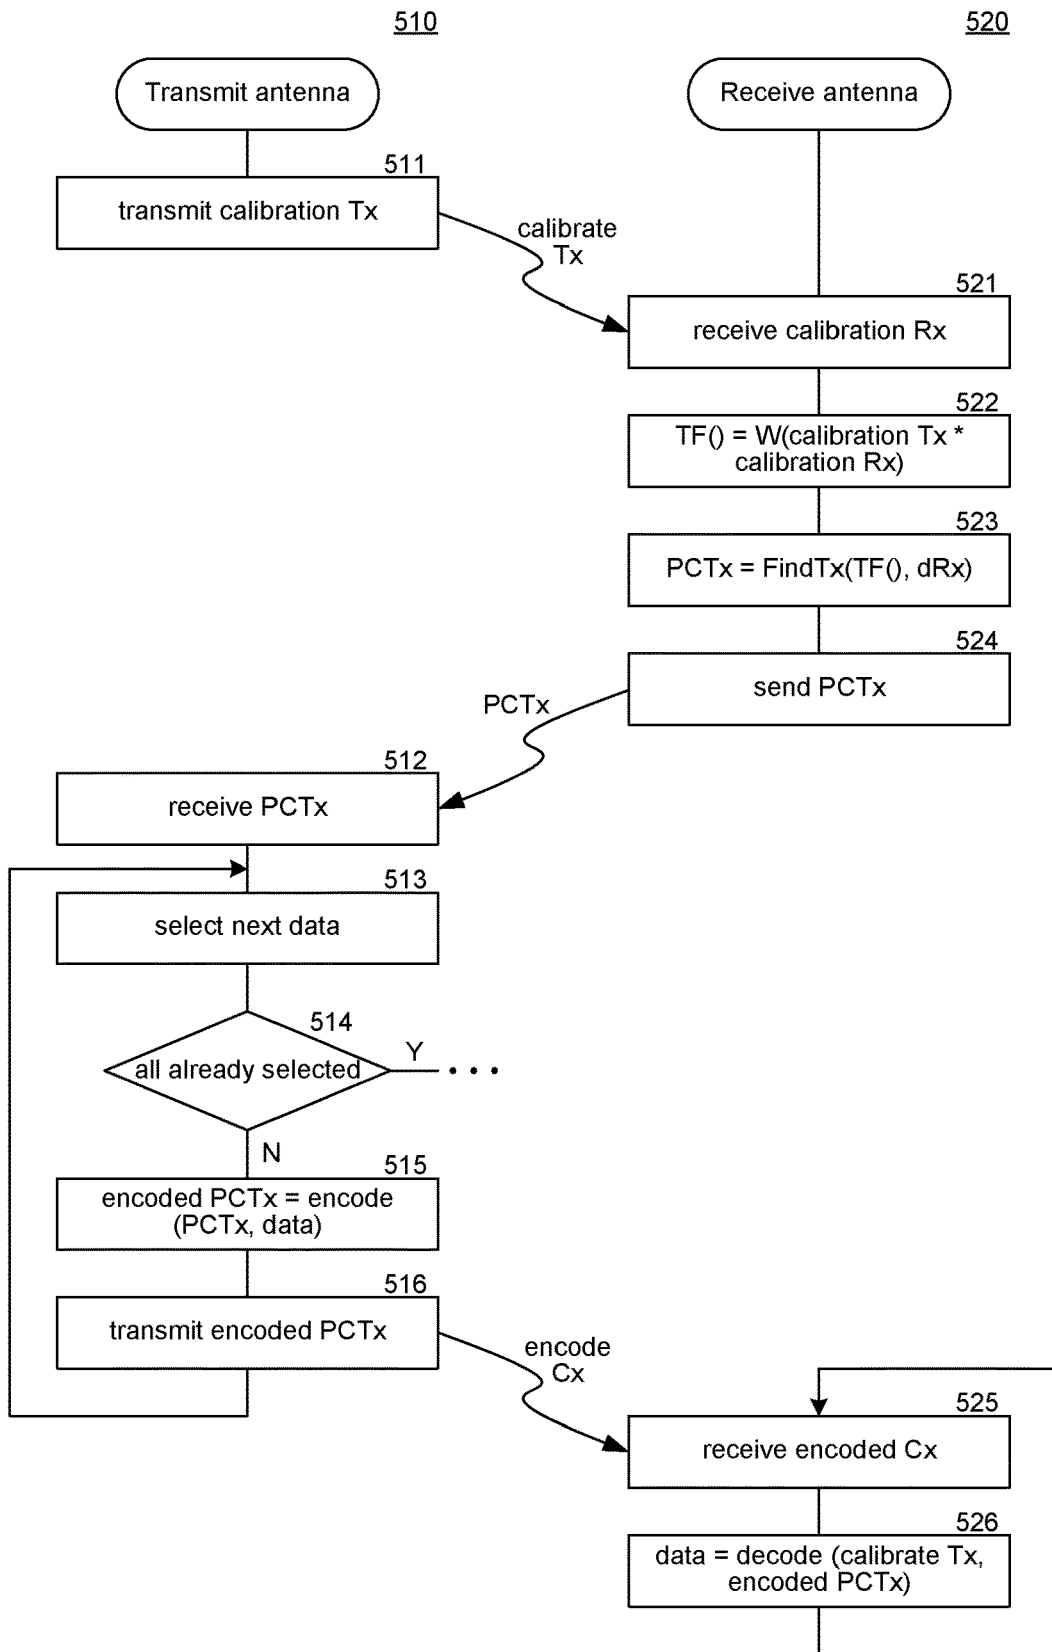 510
520
Transmit antenna
Receive antenna
511
transmit calibration Tx
calibrate
Tx
521
receive calibration Rx
522
TF() = W(calibration Tx *
calibration Rx)
523
PCTx = FindTx(TF(), dRx)
524
send PCTx
PCTx
512
receive PCTx
513
select next data
514
all already selected
Y
N
515
encoded PCTx = encode
(PCTx, data)
516
transmit encoded PCTx
encode
Cx
525
receive encoded Cx
526
data = decode (calibrate Tx,
encoded PCTx)